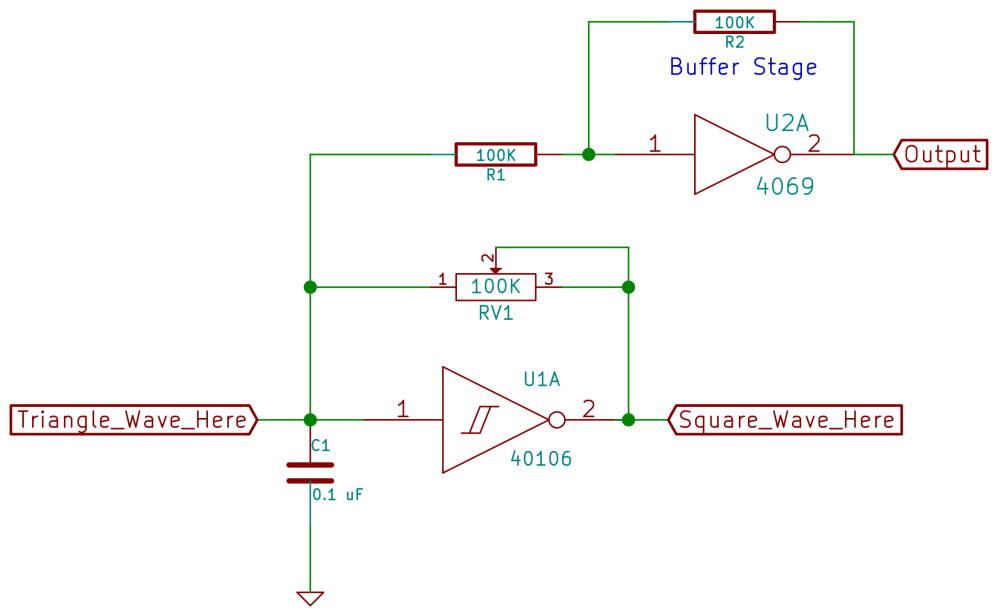 100K
R2
Buffer Stage
U2A
1
2
4069
Output
100K
R1
2
1
100K
3
RV1
U1A
1
2
40106
Triangle_Wave_Here
Square_Wave_Here
C1
0.1 uF